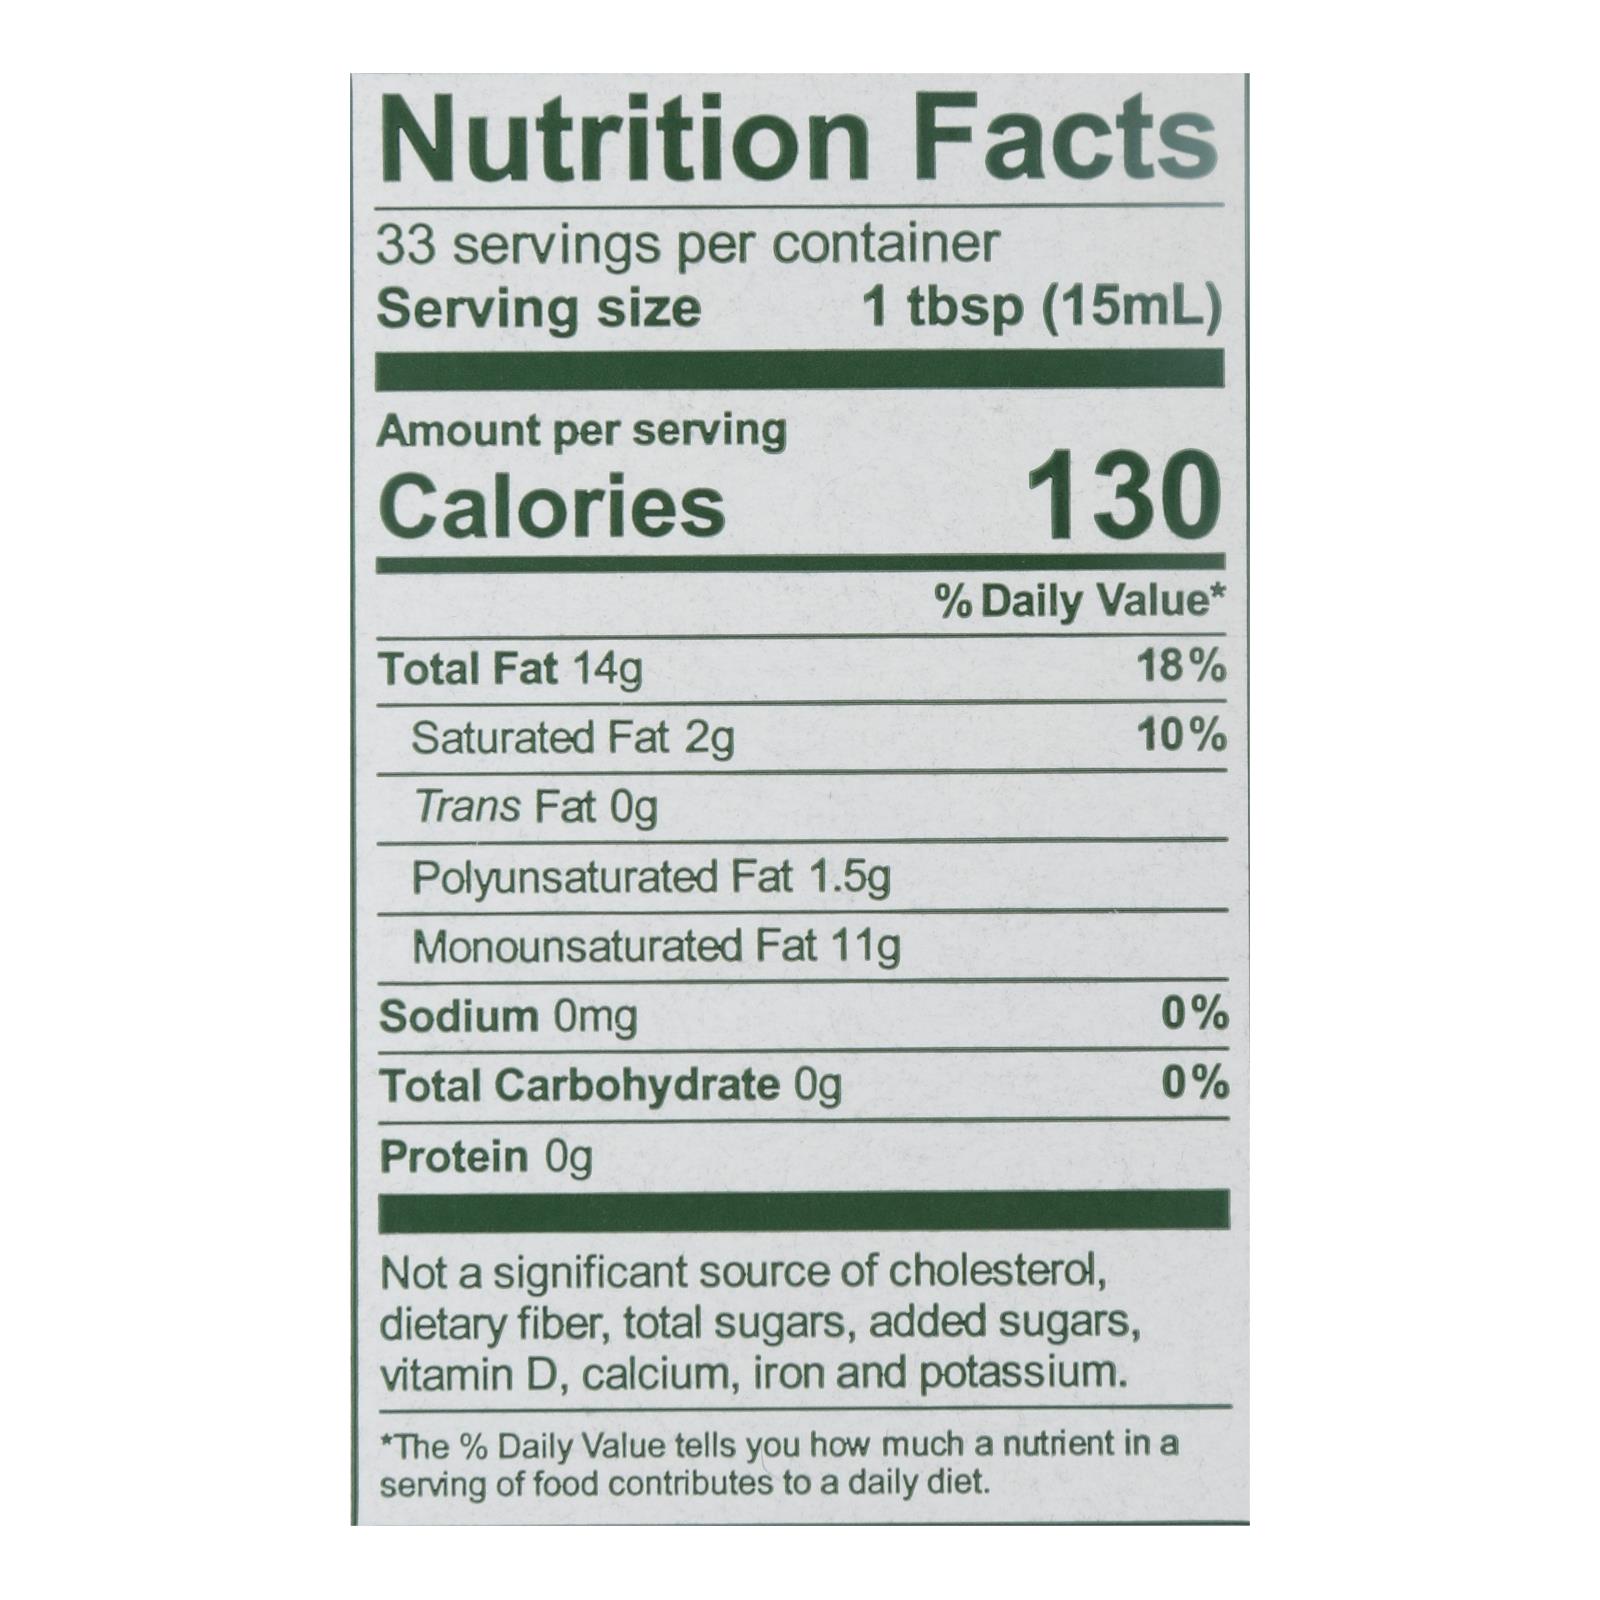 Nutrition Facts
33 servings per container
Serving size 1 tbsp (15mL)
Amount per serving
Calories 130
% Daily Value*
Total Fat 14g 18%
Saturated Fat 2g 10%
Trans Fat 0g
Polyunsaturated Fat 1.5g
Monounsaturated Fat 11g
Sodium 0mg 0%
Total Carbohydrate 0g 0%
Protein 0g
Not a significant source of cholesterol,
dietary fiber, total sugars, added sugars,
vitamin D, calcium, iron and potassium.
*The % Daily Value tells you how much a nutrient in a
serving of food contributes to a daily diet.